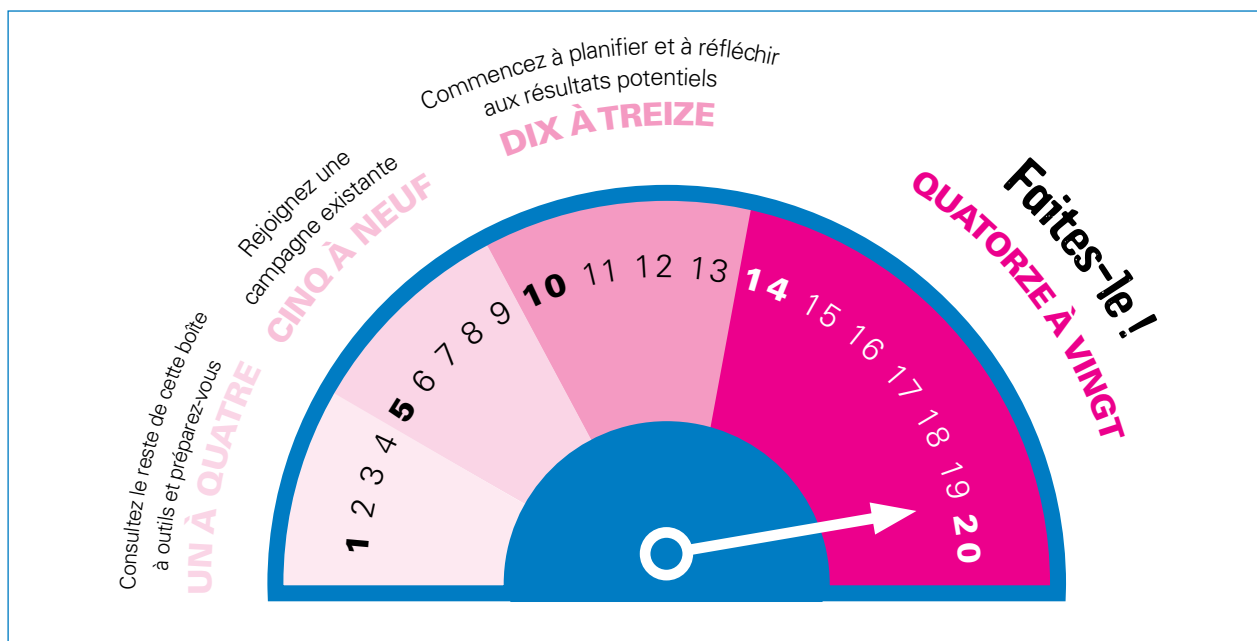 Consultez le reste de cette boîte
à outils et préparez-vous
UN À QUATRE
Rejoignez une
campagne existante
CINQ À NEUF
Commencez à planifier et à réfléchir
aux résultats potentiels
DIX À TREIZE
Faites-le !
QUATORZE À VINGT
1 2 3 4 5 6 7 8 9 10 11 12 13 14 15 16 17 18 19 20